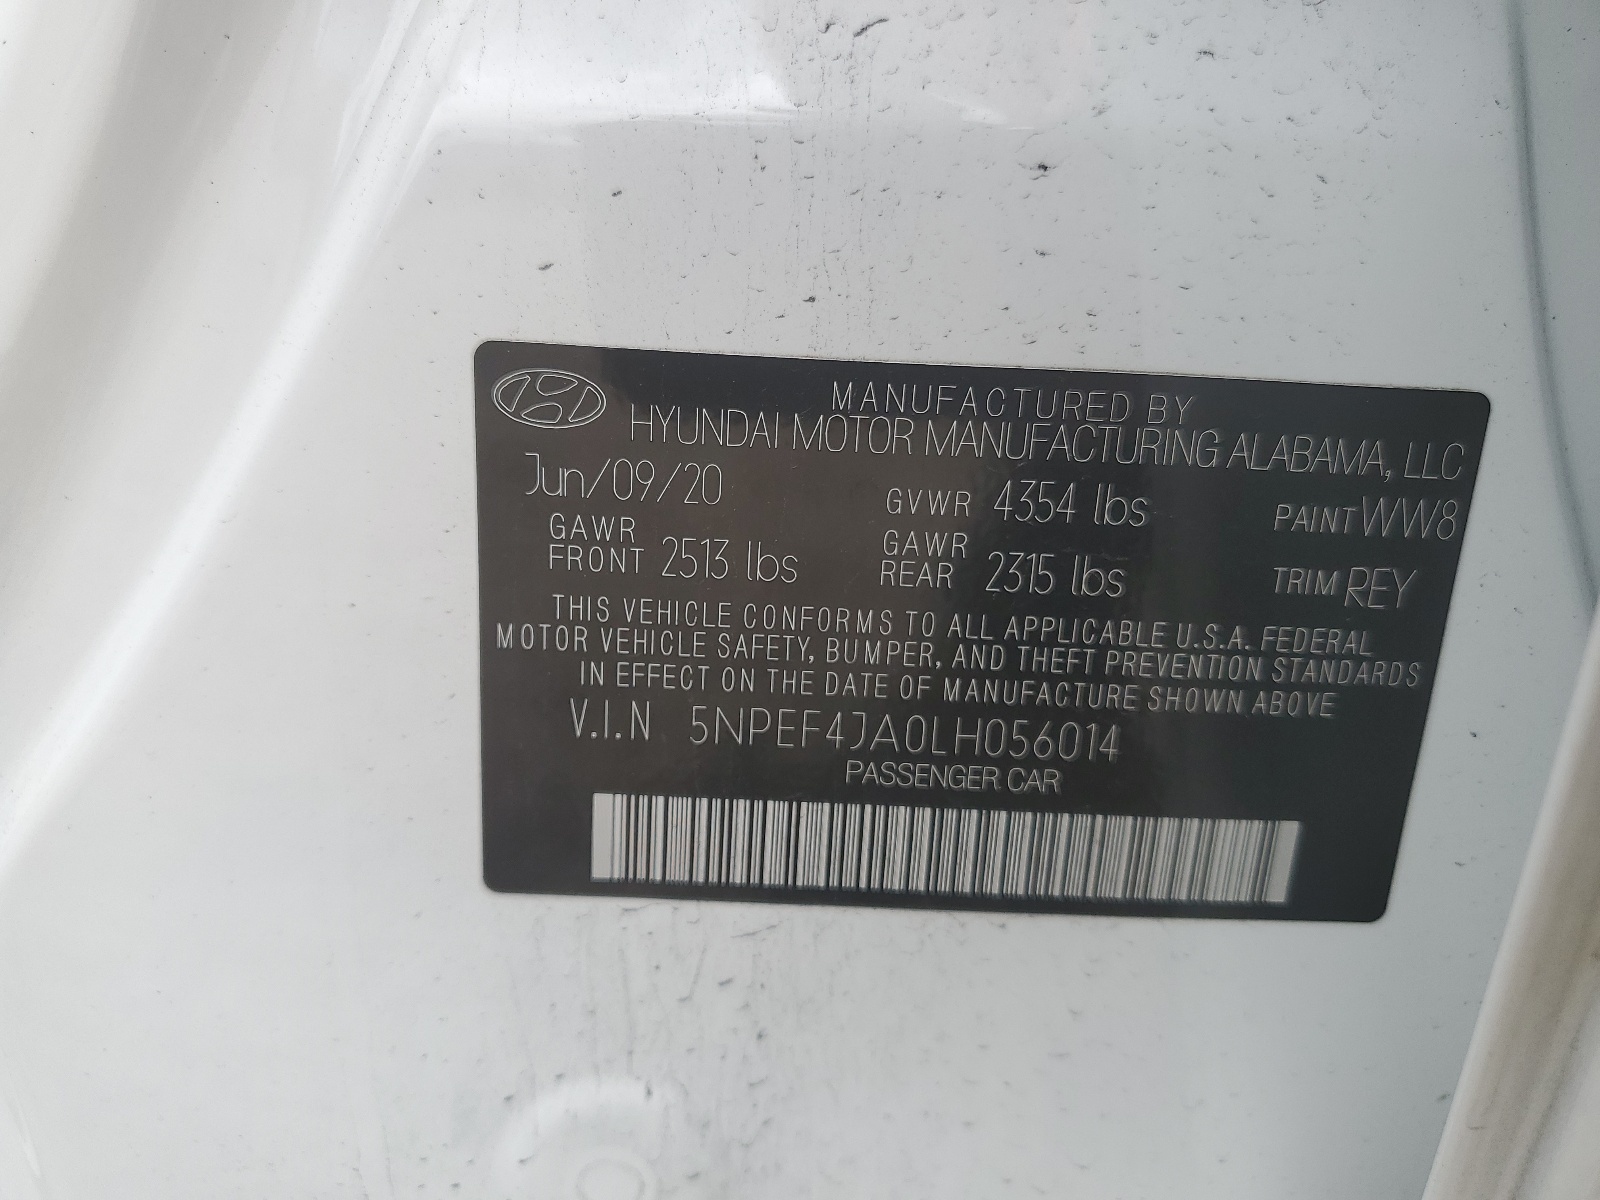 MANUFACTURED BY
HYUNDAI MOTOR MANUFACTURING ALABAMA, LLC
Jun/09/20 GVWR 4354 lbs PAINT WW8
GAWR FRONT 2513 lbs GAWR REAR 2315 lbs TRIM REY
THIS VEHICLE CONFORMS TO ALL APPLICABLE U.S.A. FEDERAL
MOTOR VEHICLE SAFETY, BUMPER, AND THEFT PREVENTION STANDARDS
IN EFFECT ON THE DATE OF MANUFACTURE SHOWN ABOVE
V.I.N 5NPEF4JA0LH056014
PASSENGER CAR